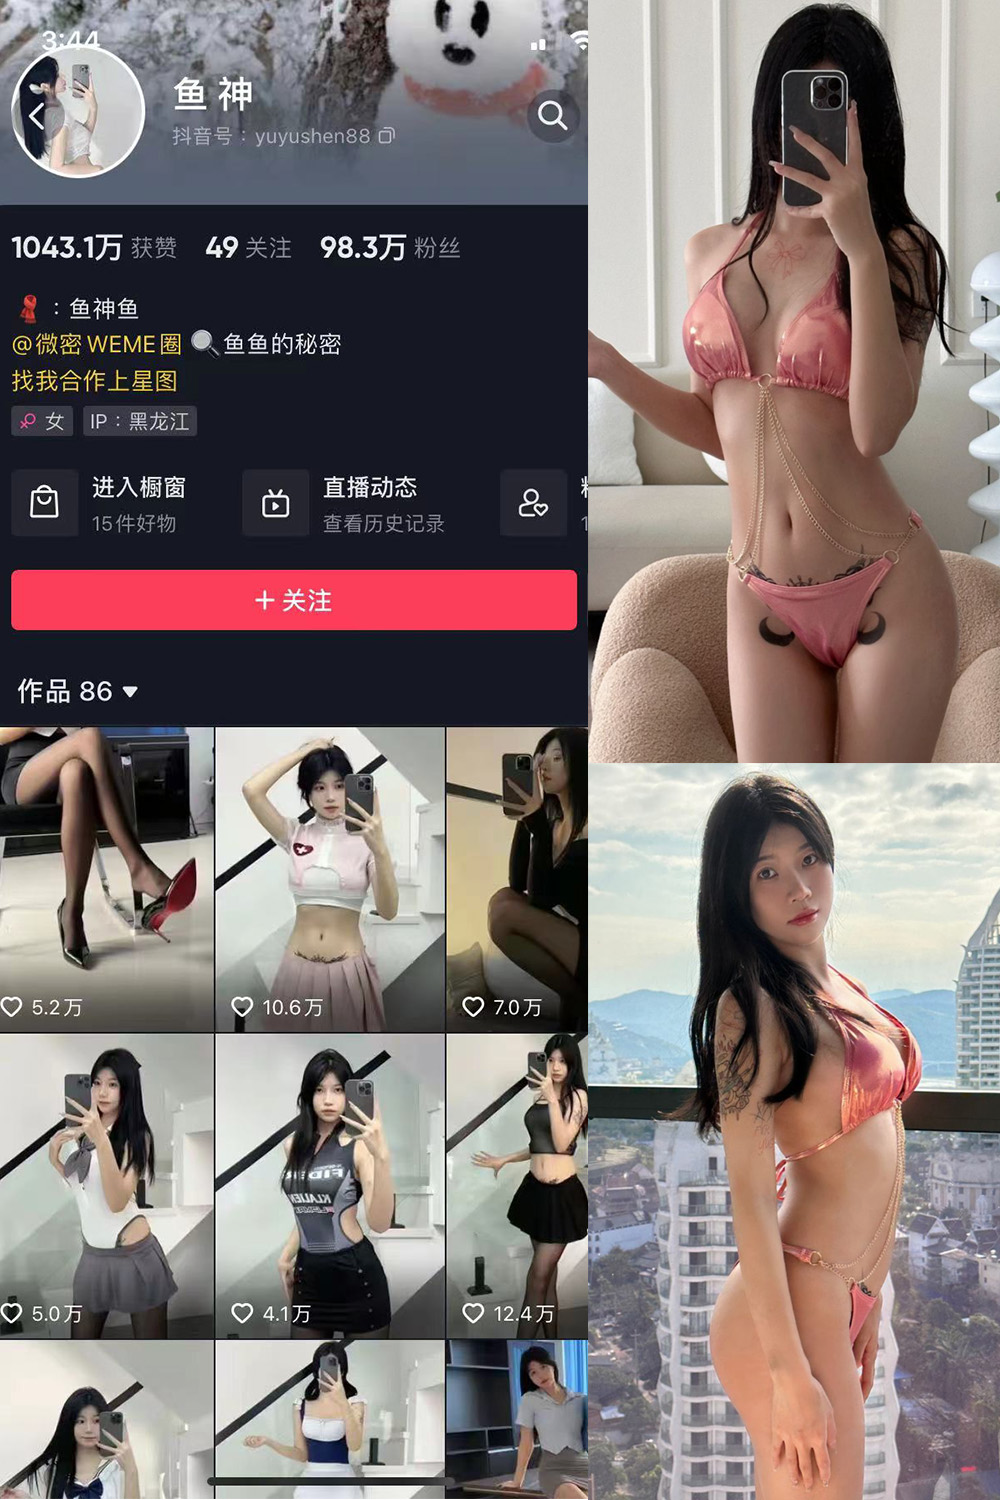 3:44
鱼 神
抖音号：yuyushen88
1043.1万 获赞 49 关注 98.3万 粉丝
：鱼神鱼
@微密 WEME圈 🔍 鱼鱼的秘密
找我合作上星图
女 IP：黑龙江
进入橱窗
15件好物
直播动态
查看历史记录
+ 关注
作品 86
5.2万
10.6万
7.0万
5.0万
4.1万
12.4万